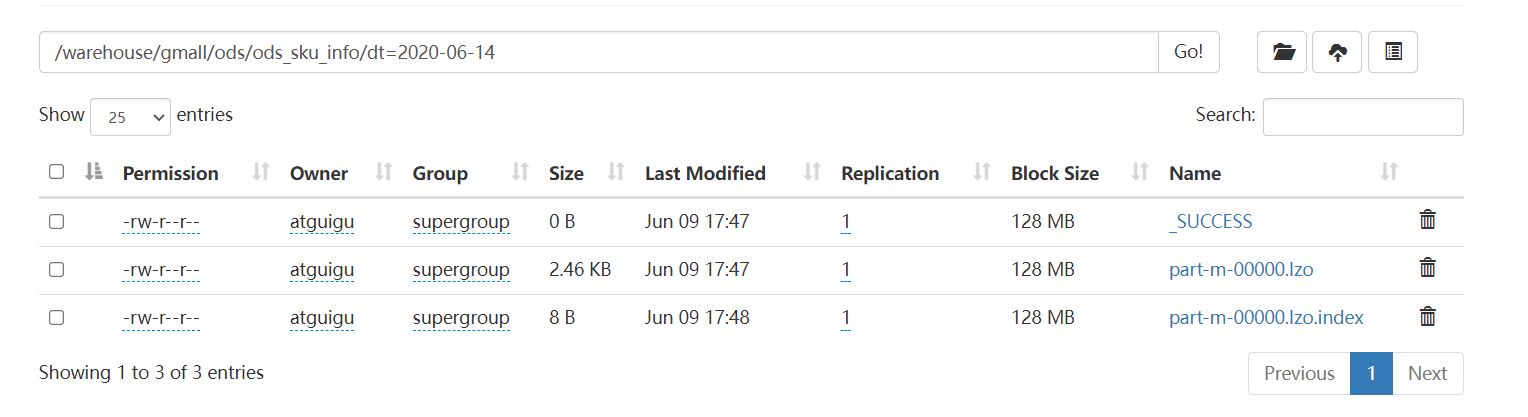 /warehouse/gmall/ods/ods_sku_info/dt=2020-06-14 Go!
Show 25 entries Search:
Permission Owner Group Size Last Modified Replication Block Size Name
-rw-r--r-- atguigu supergroup 0 B Jun 09 17:47 1 128 MB _SUCCESS
-rw-r--r-- atguigu supergroup 2.46 KB Jun 09 17:47 1 128 MB part-m-00000.lzo
-rw-r--r-- atguigu supergroup 8 B Jun 09 17:48 1 128 MB part-m-00000.lzo.index
Showing 1 to 3 of 3 entries Previous 1 Next